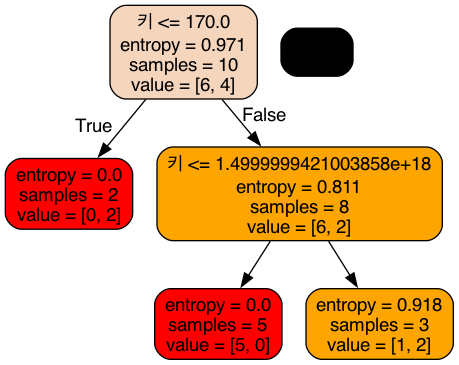 키 <= 170.0
entropy = 0.971
samples = 10
value = [6, 4]
True
False
entropy = 0.0
samples = 2
value = [0, 2]
키 <= 1.4999999421003858e+18
entropy = 0.811
samples = 8
value = [6, 2]
entropy = 0.0
samples = 5
value = [5, 0]
entropy = 0.918
samples = 3
value = [1, 2]